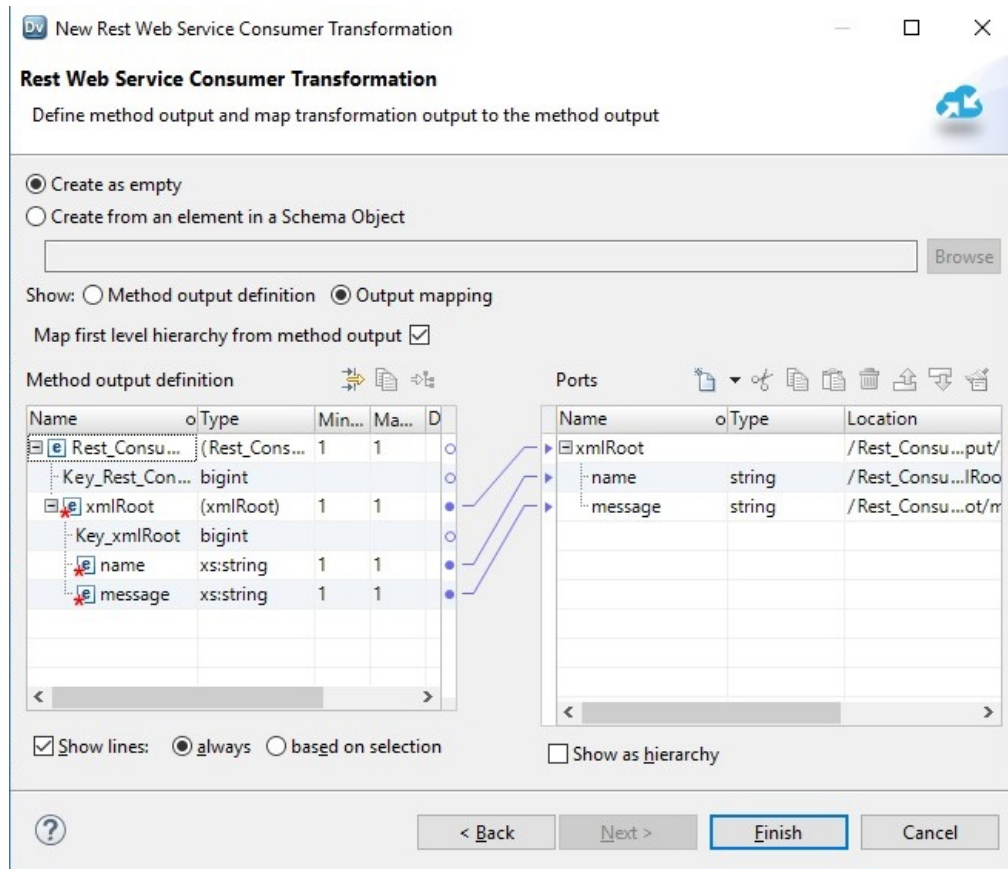 Dv New Rest Web Service Consumer Transformation
Rest Web Service Consumer Transformation
Define method output and map transformation output to the method output
Create as empty
Create from an element in a Schema Object
Browse
Show: Method output definition Output mapping
Map first level hierarchy from method output
Method output definition
Name Type Min... Ma... D
e Rest_Consu... (Rest_Cons... 1 1
Key_Rest_Con... bigint
e xmlRoot (xmlRoot) 1 1
Key_xmlRoot bigint
e name xs:string 1 1
e message xs:string 1 1
Show lines: always based on selection
Ports
Name Type Location
xmlRoot /Rest_Consu...put/
name string /Rest_Consu...lRoo
message string /Rest_Consu...ot/m
Show as hierarchy
? < Back Next > Finish Cancel